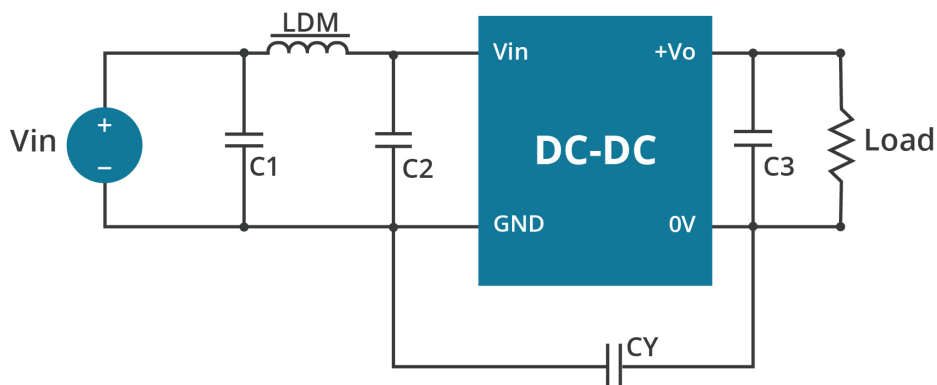 LDM
Vin
+
−
C1
C2
Vin
+Vo
DC-DC
GND
0V
C3
Load
CY